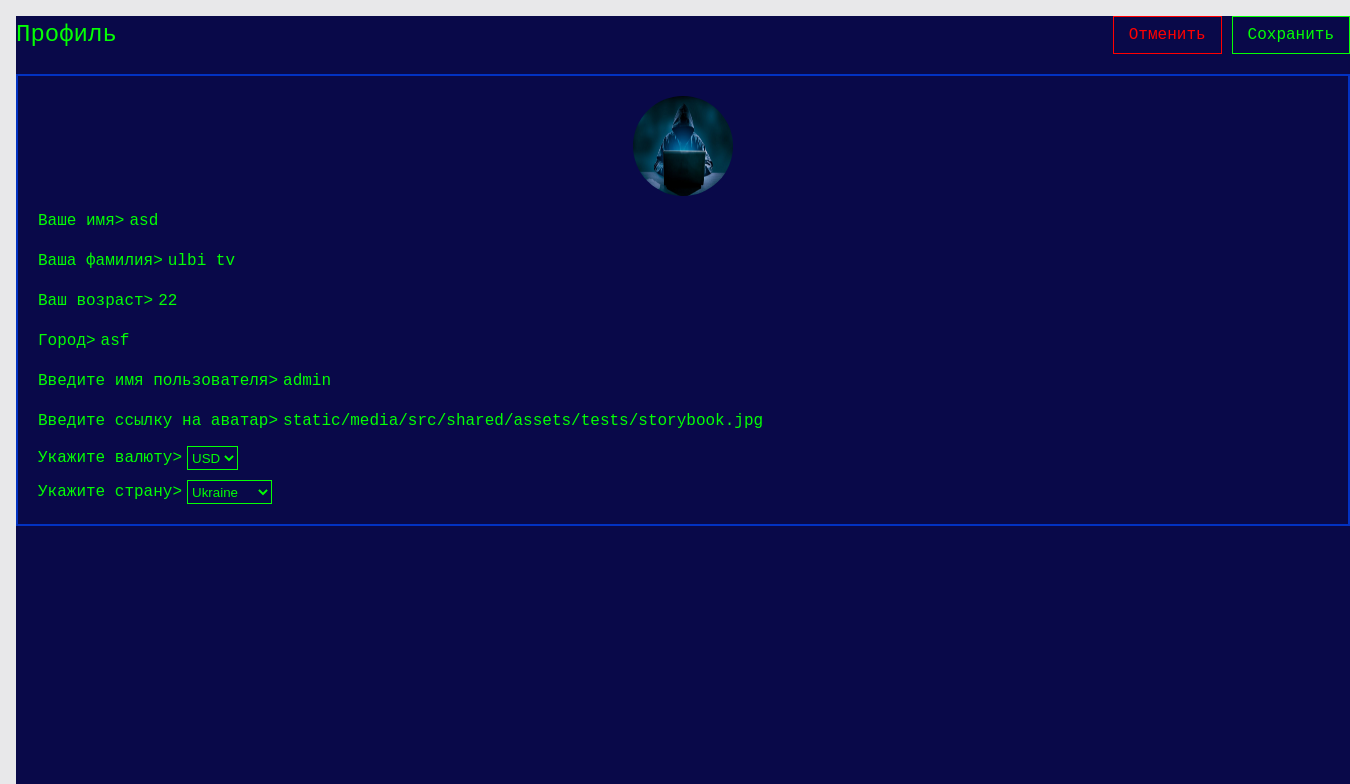 Профиль
Отменить
Сохранить
Ваше имя> asd
Ваша фамилия> ulbi tv
Ваш возраст> 22
Город> asf
Введите имя пользователя> admin
Введите ссылку на аватар> static/media/src/shared/assets/tests/storybook.jpg
Укажите валюту> USD
Укажите страну> Ukraine